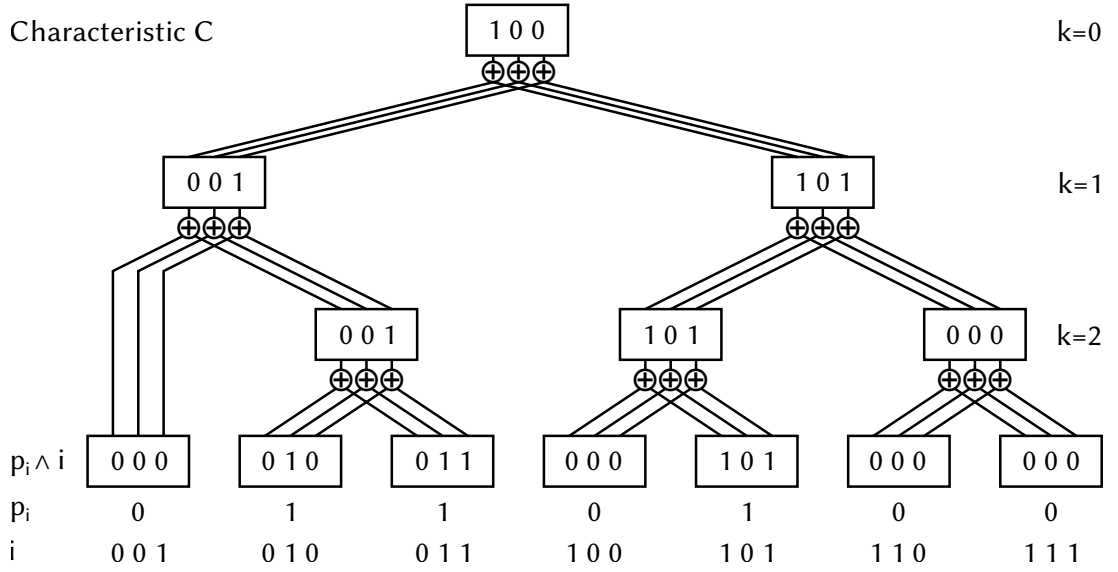 Characteristic C 1 0 0 k=0
0 0 1 1 0 1 k=1
0 0 1 1 0 1 0 0 0 k=2
pᵢ ∧ i 0 0 0 0 1 0 0 1 1 0 0 0 1 0 1 0 0 0 0 0 0
pᵢ 0 1 1 0 1 0 0
i 0 0 1 0 1 0 0 1 1 1 0 0 1 0 1 1 1 0 1 1 1